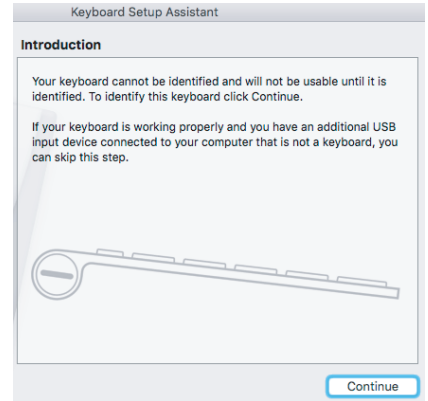 Keyboard Setup Assistant
Introduction
Your keyboard cannot be identified and will not be usable until it is
identified. To identify this keyboard click Continue.
If your keyboard is working properly and you have an additional USB
input device connected to your computer that is not a keyboard, you
can skip this step.
Continue